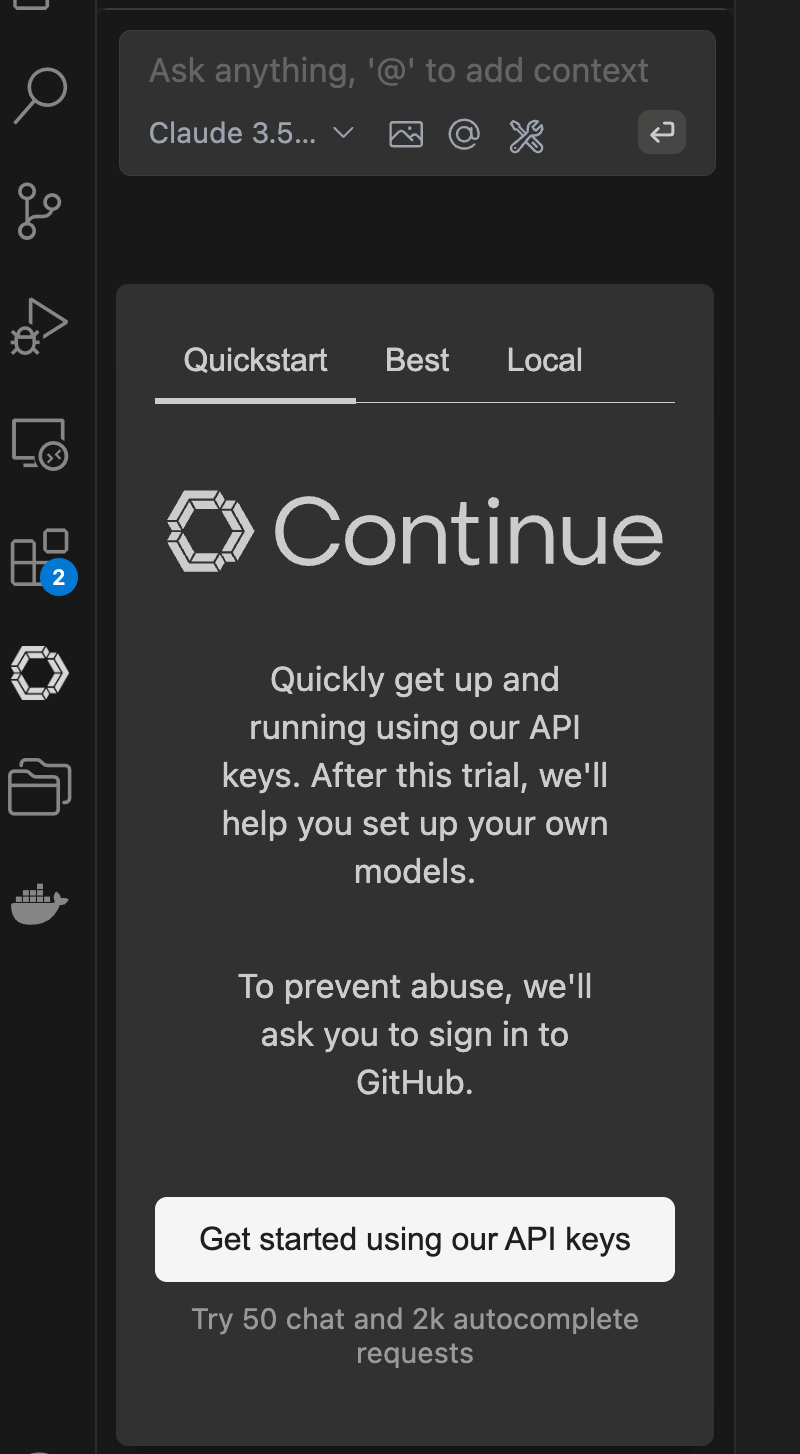 Ask anything, '@' to add context
Claude 3.5...
Quickstart Best Local
Continue
Quickly get up and
running using our API
keys. After this trial, we'll
help you set up your own
models.
To prevent abuse, we'll
ask you to sign in to
GitHub.
Get started using our API keys
Try 50 chat and 2k autocomplete
requests
2